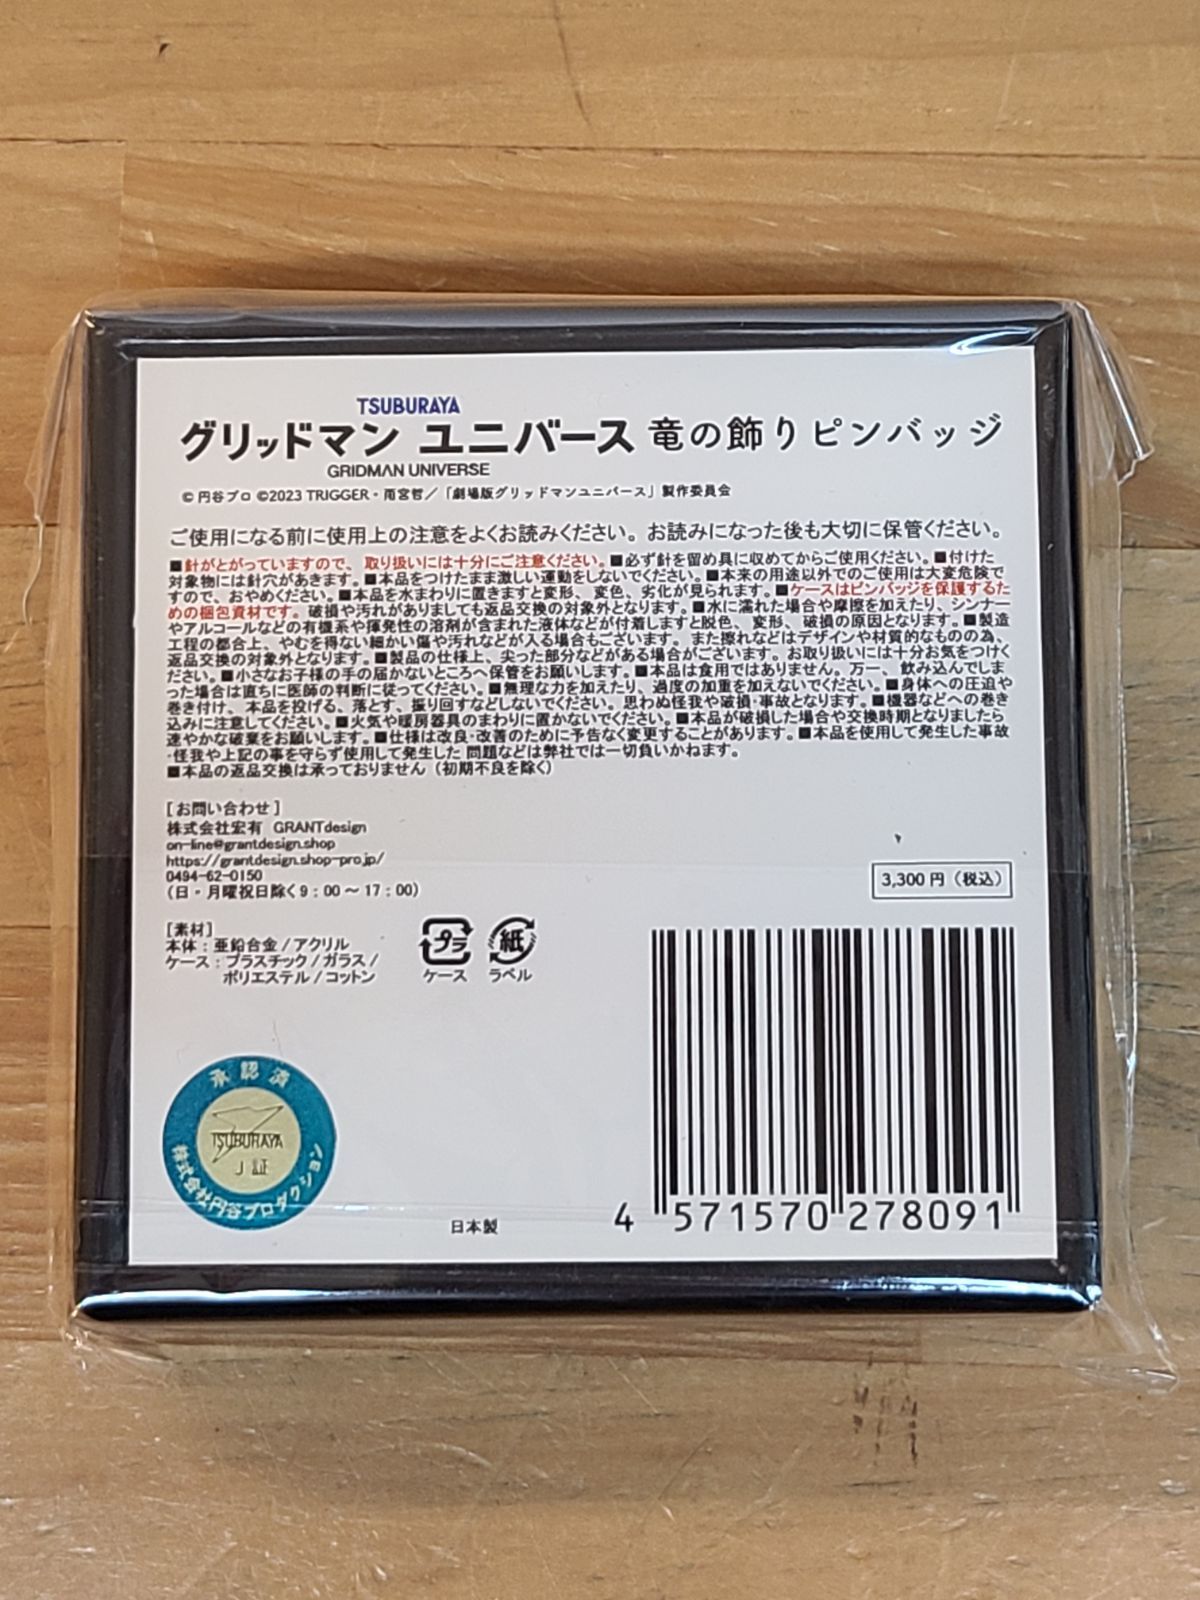 TSUBURAYA
グリッドマン ユニバース 竜の飾りピンバッジ
GRIDMAN UNIVERSE
© 円谷プロ ©2023 TRIGGER・雨宮哲／「劇場版グリッドマンユニバース」製作委員会
ご使用になる前に使用上の注意をよくお読みください。お読みになった後も大切に保管ください。
■針がとがっていますので、取り扱いには十分にご注意ください。■必ず針を留め具に収めてからご使用ください。■付けた
対象物には針穴があきます。■本品をつけたまま激しい運動をしないでください。■本来の用途以外でのご使用は大変危険で
すので、おやめください。■本品を水まわりに置きますと変形、変色、劣化が見られます。■ケースはピンバッジを保護するた
めの梱包資材です。破損や汚れがありましても返品交換の対象外となります。■水に濡れた場合や摩擦を加えたり、シンナー
やアルコールなどの有機系や揮発性の溶剤が含まれた液体などが付着しますと脱色、変形、破損の原因となります。■製造
工程の都合上、やむを得ない細かい傷や汚れなどが入る場合もございます。また擦れなどはデザインや材質的なものの為、
返品交換の対象外となります。■製品の仕様上、尖った部分などがある場合がございます。お取り扱いには十分お気をつけく
ださい。■小さなお子様の手の届かないところへ保管をお願いします。■本品は食用ではありません。万一、飲み込んでしま
った場合は直ちに医師の判断に従ってください。■無理な力を加えたり、過度の加重を加えないでください。■身体への圧迫や
巻き付け、本品を投げる、落とす、振り回すなどしないでください。思わぬ怪我や破損・事故となります。■機器などへの巻き
込みに注意してください。■火気や暖房器具のまわりに置かないでください。■本品が破損した場合や交換時期となりましたら
速やかな破棄をお願いします。■仕様は改良・改善のために予告なく変更することがあります。■本品を使用して発生した事故
・怪我や上記の事を守らず使用して発生した 問題などは弊社では一切負いかねます。
■本品の返品交換は承っておりません（初期不良を除く）
[お問い合わせ]
株式会社宏有 GRANTdesign
on-line@grantdesign.shop
https://grantdesign.shop-pro.jp/
0494-62-0150
（日・月曜祝日除く9：00～17：00）
3,300 円（税込）
[素材]
本体：亜鉛合金/アクリル
ケース：プラスチック/ガラス/
ポリエステル/コットン
プラ
ケース
紙
ラベル
承認済
TSUBURAYA
J 証
株式会社円谷プロダクション
日本製
4 571570 278091